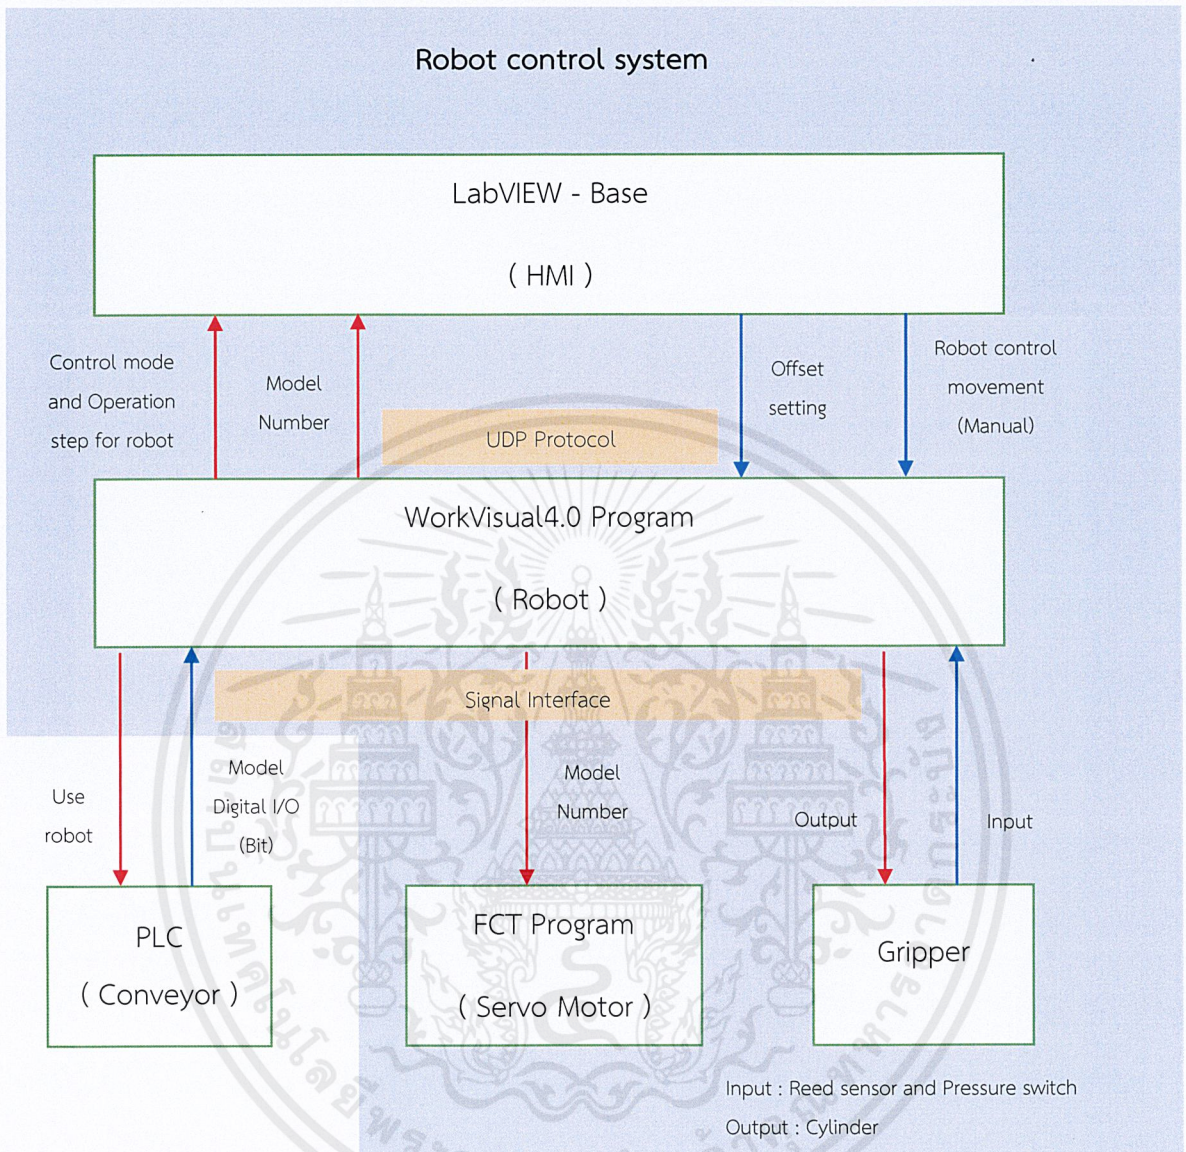 Robot control system
LabVIEW - Base
( HMI )
Control mode
and Operation
step for robot
Model
Number
UDP Protocol
Offset
setting
Robot control
movement
(Manual)
WorkVisual4.0 Program
( Robot )
Signal Interface
Use
robot
Model
Digital I/O
(Bit)
Model
Number
Output
Input
PLC
( Conveyor )
FCT Program
( Servo Motor )
Gripper
Input : Reed sensor and Pressure switch
Output : Cylinder